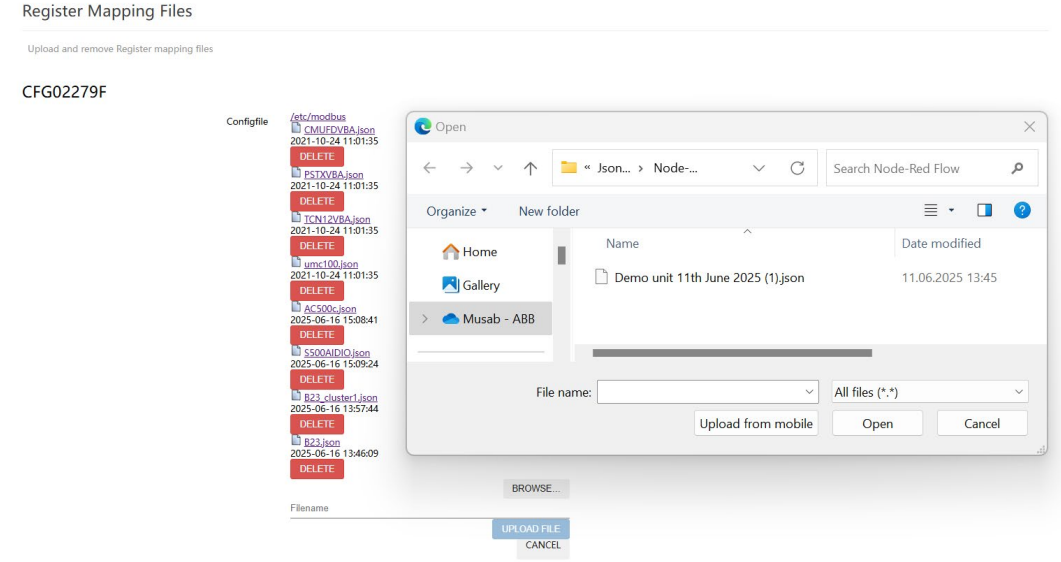 Register Mapping Files
Upload and remove Register mapping files
CFG02279F
Configfile
/etc/modbus
CMUFDVBA.json
2021-10-24 11:01:35
DELETE
PSTXVBA.json
2021-10-24 11:01:35
DELETE
TCN12VBA.json
2021-10-24 11:01:35
DELETE
umc100.json
2021-10-24 11:01:35
DELETE
AC500c.json
2025-06-16 15:08:41
DELETE
S500AIDIO.json
2025-06-16 15:09:24
DELETE
B23_cluster1.json
2025-06-16 13:57:44
DELETE
B23.json
2025-06-16 13:46:09
DELETE
BROWSE...
Filename
UPLOAD FILE
CANCEL
Open
« Json... › Node-...
Search Node-Red Flow
Organize
New folder
Home
Gallery
Musab - ABB
Name
Date modified
Demo unit 11th June 2025 (1).json
11.06.2025 13:45
File name:
All files (*.*)
Upload from mobile
Open
Cancel